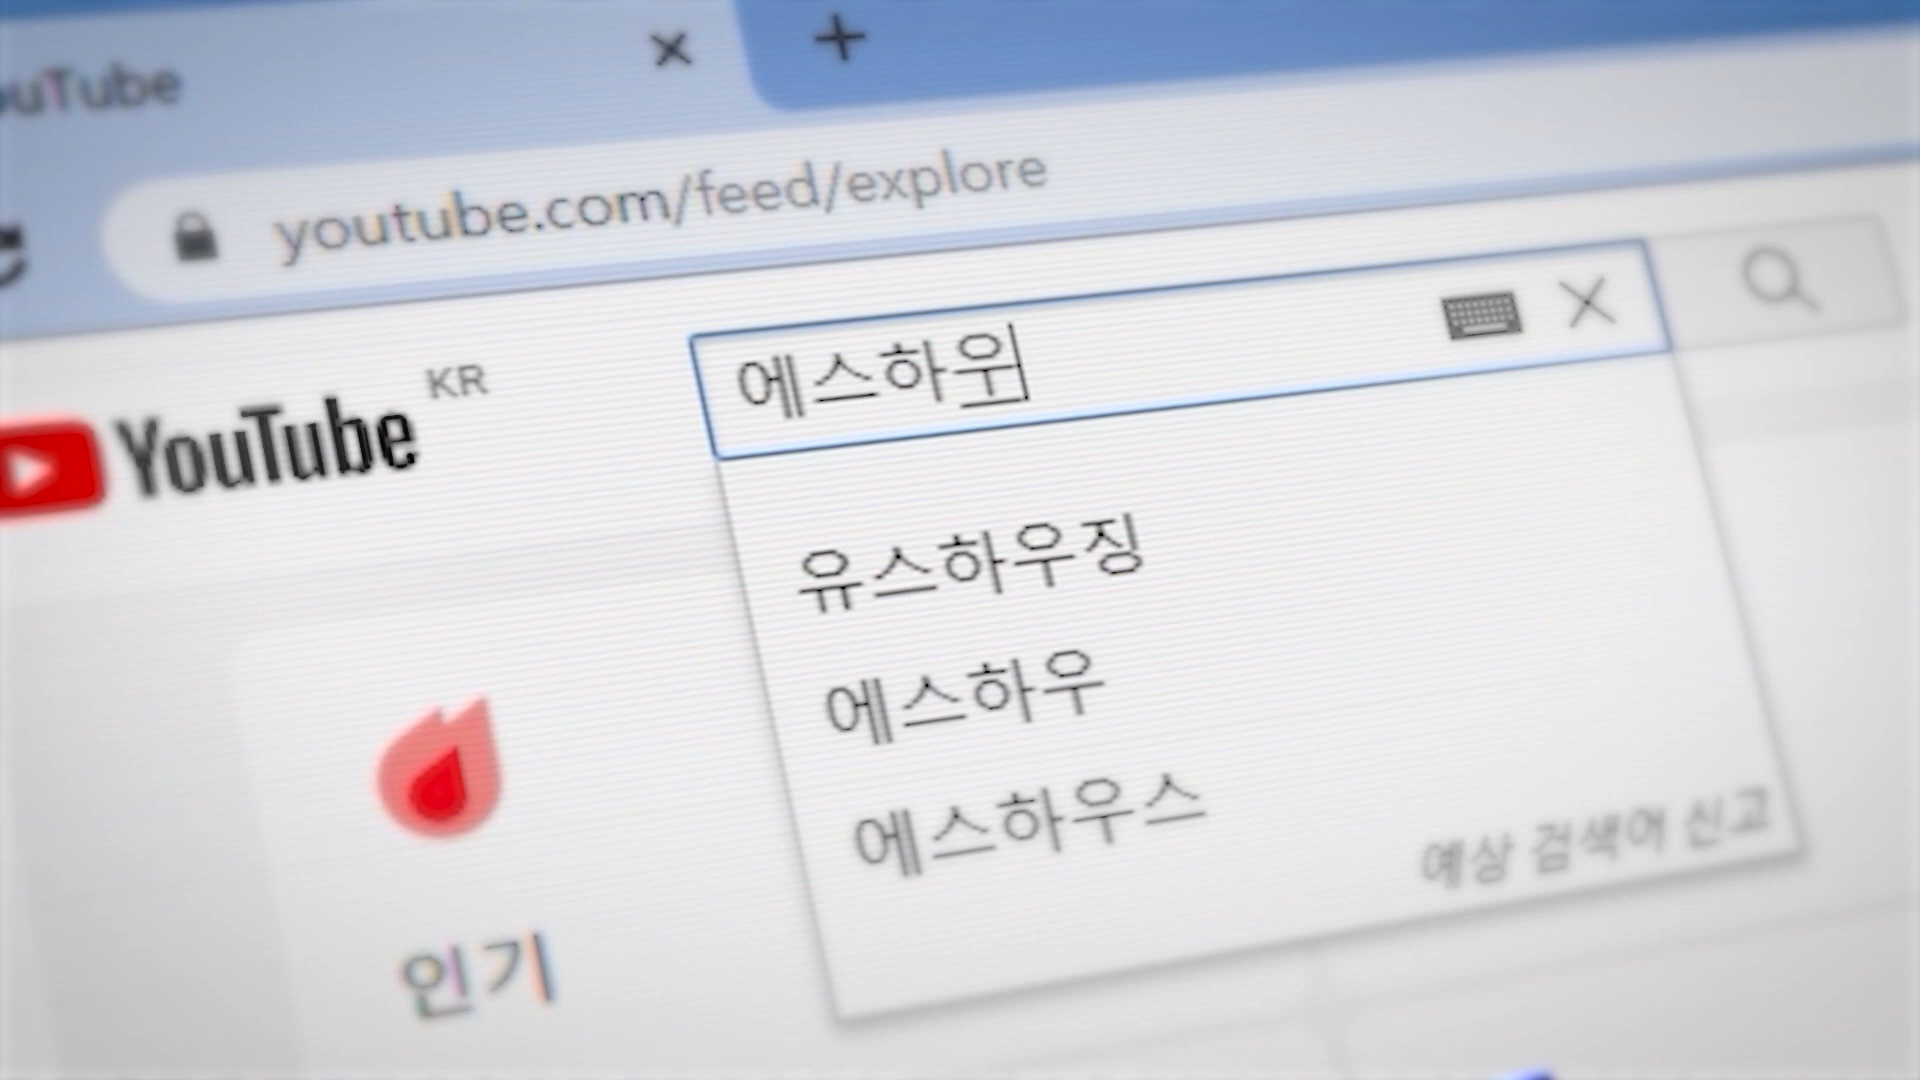 ouTube
youtube.com/feed/explore
YouTube KR
에스하우
유스하우징
에스하우
에스하우스
예상 검색어 신고
인기